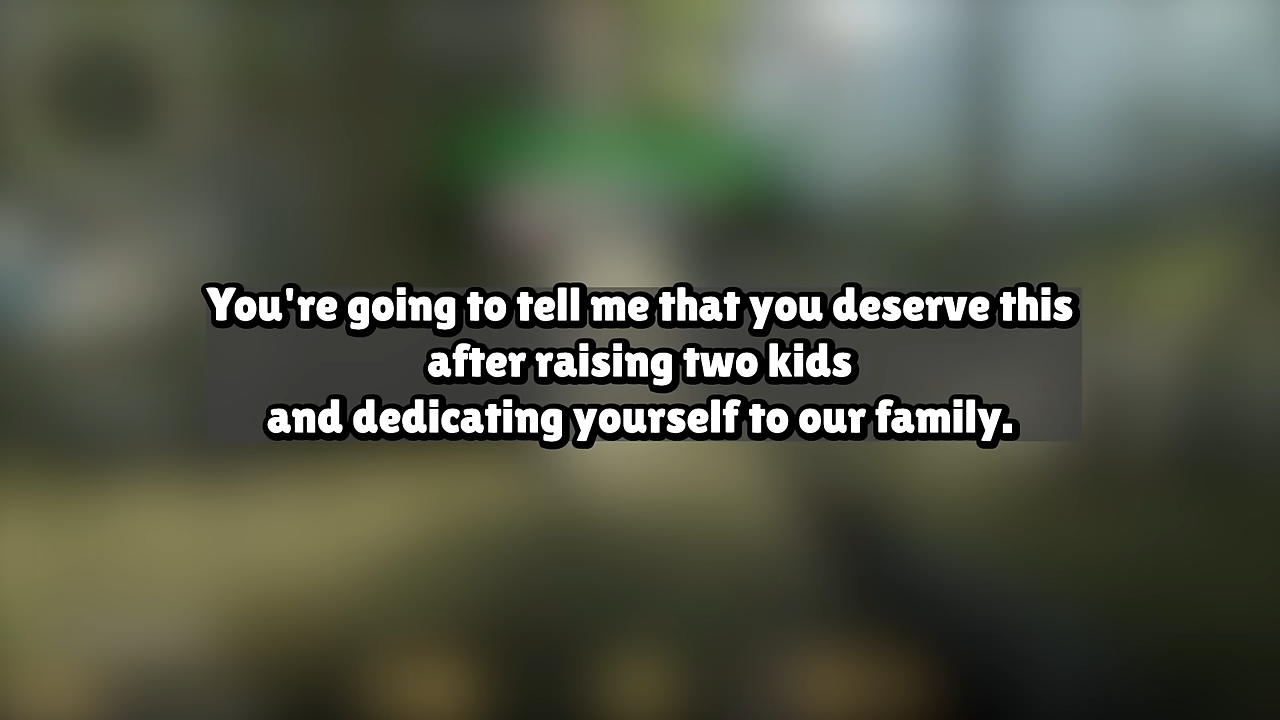 You're going to tell me that you deserve this
after raising two kids
and dedicating yourself to our family.